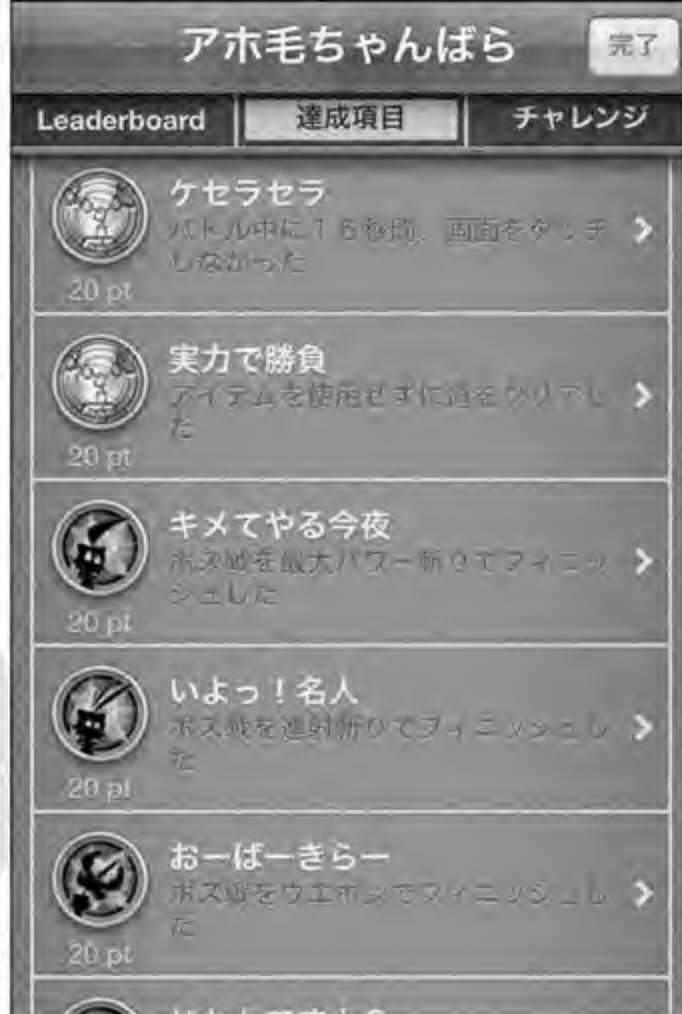 アホ毛ちゃんばら
完了
Leaderboard
達成項目
チャレンジ
ケセラセラ
バトル中に15秒間、画面をタッチ
しなかった
20 pt
実力で勝負
アイテムを使用せずに道をクリアし
た
20 pt
キメてやる今夜
ボス戦を最大パワー斬りでフィニッ
シュした
20 pt
いよっ！名人
ボス戦を連射斬りでフィニッシュし
た
20 pt
おーばーきらー
ボス戦をウエポンでフィニッシュし
た
20 pt